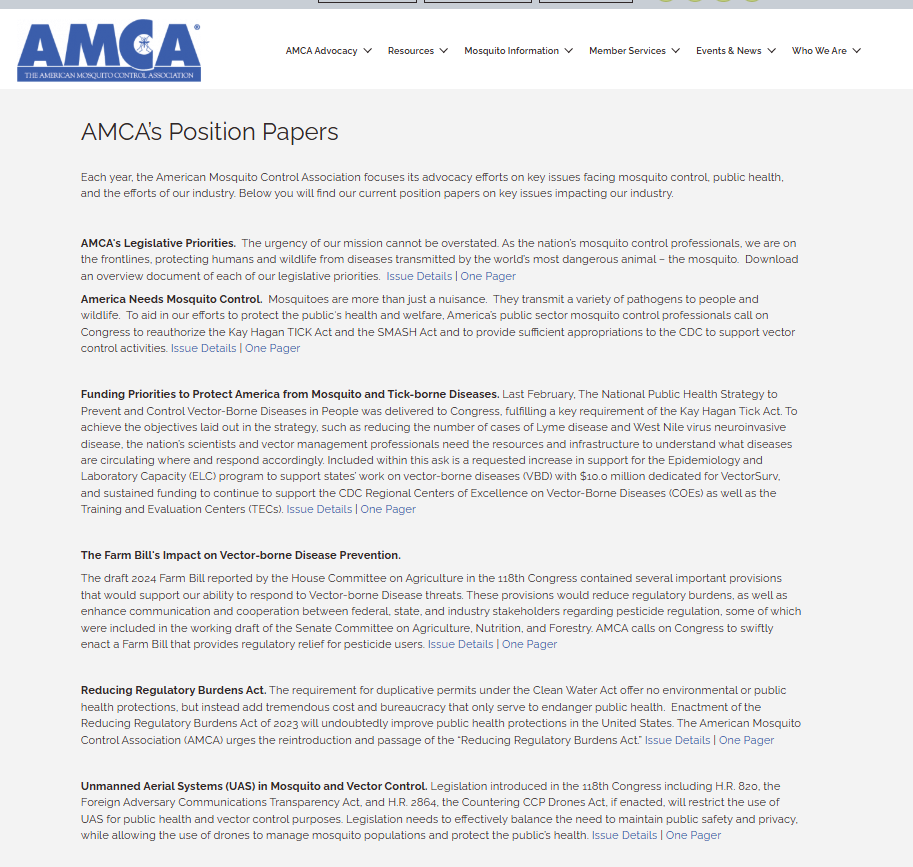 AMCA®
THE AMERICAN MOSQUITO CONTROL ASSOCIATION
AMCA Advocacy Resources Mosquito Information Member Services Events & News Who We Are
AMCA's Position Papers
Each year, the American Mosquito Control Association focuses its advocacy efforts on key issues facing mosquito control, public health,
and the efforts of our industry. Below you will find our current position papers on key issues impacting our industry.
AMCA's Legislative Priorities. The urgency of our mission cannot be overstated. As the nation's mosquito control professionals, we are on
the frontlines, protecting humans and wildlife from diseases transmitted by the world's most dangerous animal – the mosquito. Download
an overview document of each of our legislative priorities. Issue Details | One Pager
America Needs Mosquito Control. Mosquitoes are more than just a nuisance. They transmit a variety of pathogens to people and
wildlife. To aid in our efforts to protect the public's health and welfare, America's public sector mosquito control professionals call on
Congress to reauthorize the Kay Hagan TICK Act and the SMASH Act and to provide sufficient appropriations to the CDC to support vector
control activities. Issue Details | One Pager
Funding Priorities to Protect America from Mosquito and Tick-borne Diseases. Last February, The National Public Health Strategy to
Prevent and Control Vector-Borne Diseases in People was delivered to Congress, fulfilling a key requirement of the Kay Hagan Tick Act. To
achieve the objectives laid out in the strategy, such as reducing the number of cases of Lyme disease and West Nile virus neuroinvasive
disease, the nation's scientists and vector management professionals need the resources and infrastructure to understand what diseases
are circulating where and respond accordingly. Included within this ask is a requested increase in support for the Epidemiology and
Laboratory Capacity (ELC) program to support states' work on vector-borne diseases (VBD) with $10.0 million dedicated for VectorSurv,
and sustained funding to continue to support the CDC Regional Centers of Excellence on Vector-Borne Diseases (COEs) as well as the
Training and Evaluation Centers (TECs). Issue Details | One Pager
The Farm Bill's Impact on Vector-borne Disease Prevention.
The draft 2024 Farm Bill reported by the House Committee on Agriculture in the 118th Congress contained several important provisions
that would support our ability to respond to Vector-borne Disease threats. These provisions would reduce regulatory burdens, as well as
enhance communication and cooperation between federal, state, and industry stakeholders regarding pesticide regulation, some of which
were included in the working draft of the Senate Committee on Agriculture, Nutrition, and Forestry. AMCA calls on Congress to swiftly
enact a Farm Bill that provides regulatory relief for pesticide users. Issue Details | One Pager
Reducing Regulatory Burdens Act. The requirement for duplicative permits under the Clean Water Act offer no environmental or public
health protections, but instead add tremendous cost and bureaucracy that only serve to endanger public health. Enactment of the
Reducing Regulatory Burdens Act of 2023 will undoubtedly improve public health protections in the United States. The American Mosquito
Control Association (AMCA) urges the reintroduction and passage of the “Reducing Regulatory Burdens Act.” Issue Details | One Pager
Unmanned Aerial Systems (UAS) in Mosquito and Vector Control. Legislation introduced in the 118th Congress including H.R. 820, the
Foreign Adversary Communications Transparency Act, and H.R. 2864, the Countering CCP Drones Act, if enacted, will restrict the use of
UAS for public health and vector control purposes. Legislation needs to effectively balance the need to maintain public safety and privacy,
while allowing the use of drones to manage mosquito populations and protect the public's health. Issue Details | One Pager